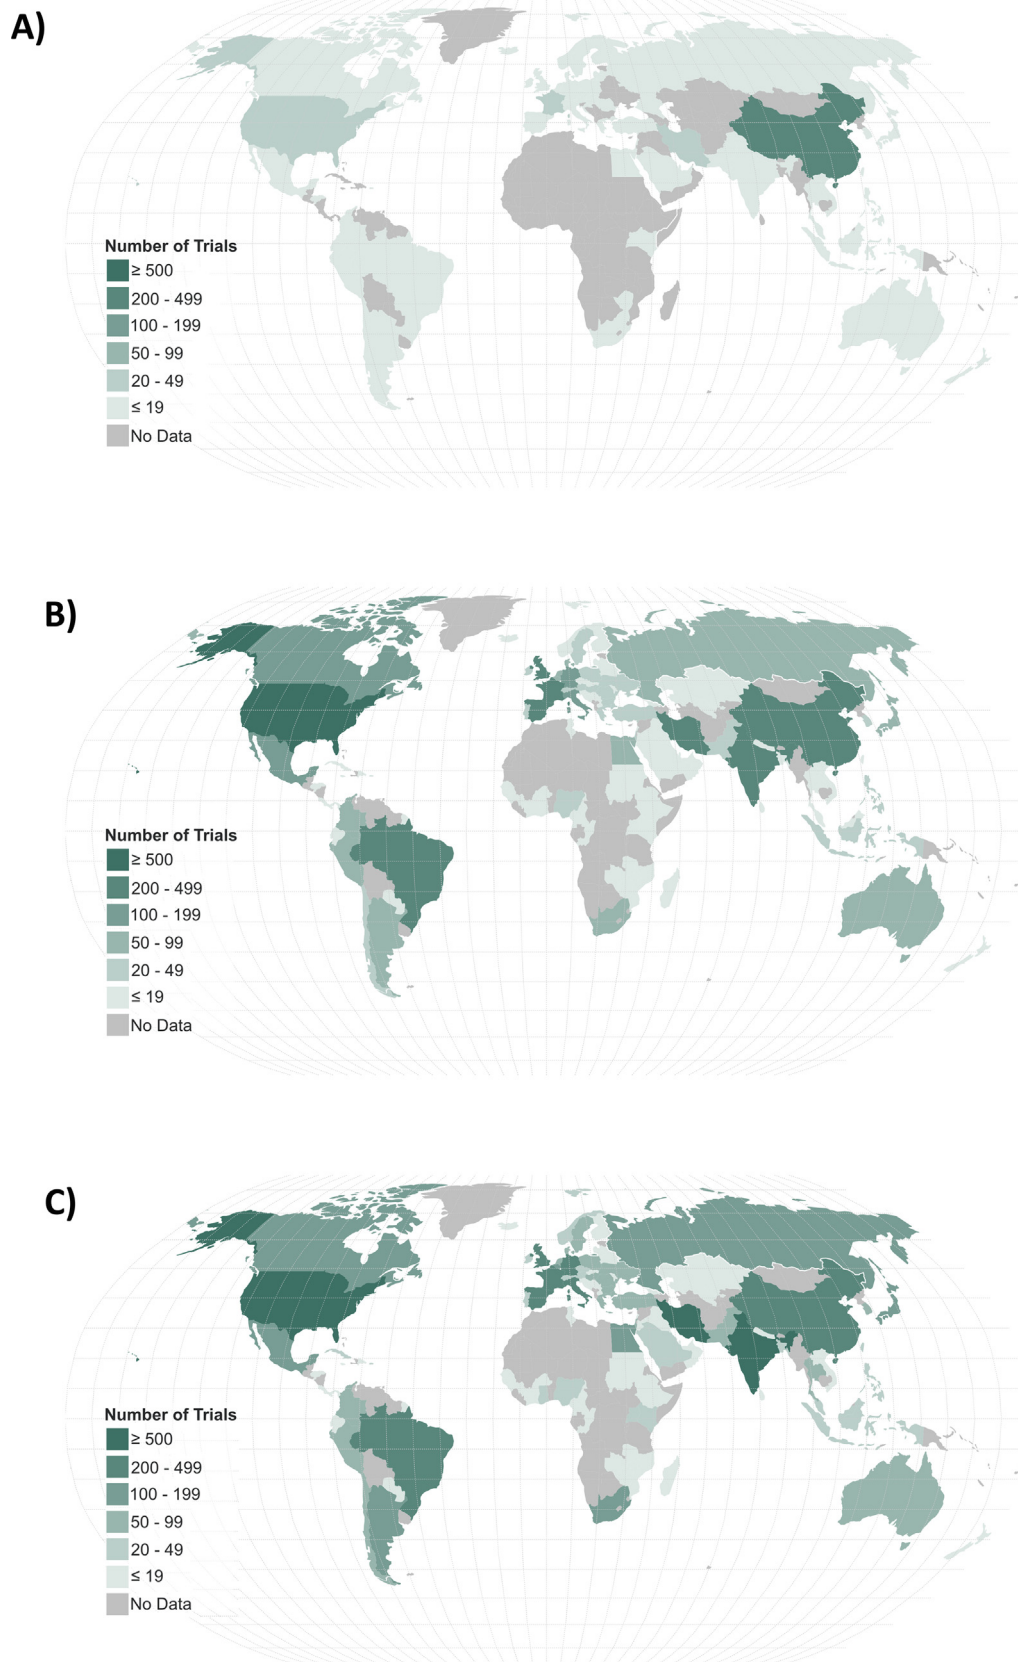 A)
Number of Trials
≥ 500
200 - 499
100 - 199
50 - 99
20 - 49
≤ 19
No Data
B)
Number of Trials
≥ 500
200 - 499
100 - 199
50 - 99
20 - 49
≤ 19
No Data
C)
Number of Trials
≥ 500
200 - 499
100 - 199
50 - 99
20 - 49
≤ 19
No Data